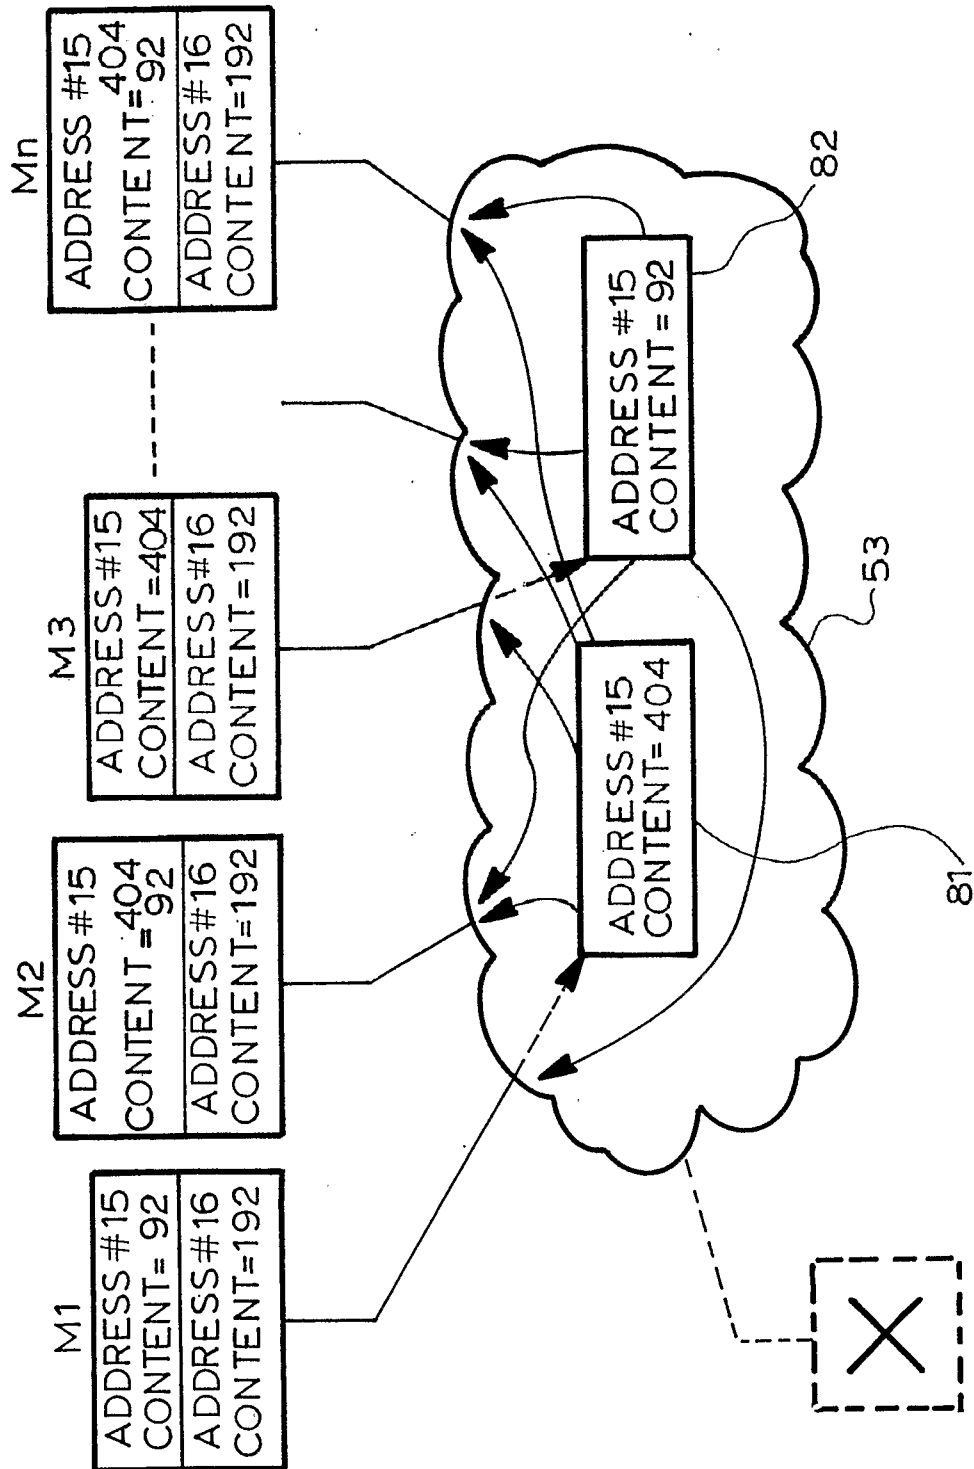 M1
ADDRESS #15
CONTENT= 92
ADDRESS #16
CONTENT=192
M2
ADDRESS #15
CONTENT = 404
92
ADDRESS #16
CONTENT=192
M3
ADDRESS #15
CONTENT=404
ADDRESS #16
CONTENT=192
Mn
ADDRESS #15
404
CONTENT= 92
ADDRESS #16
CONTENT=192
ADDRESS #15
CONTENT= 404
ADDRESS #15
CONTENT = 92
81
53
82
X